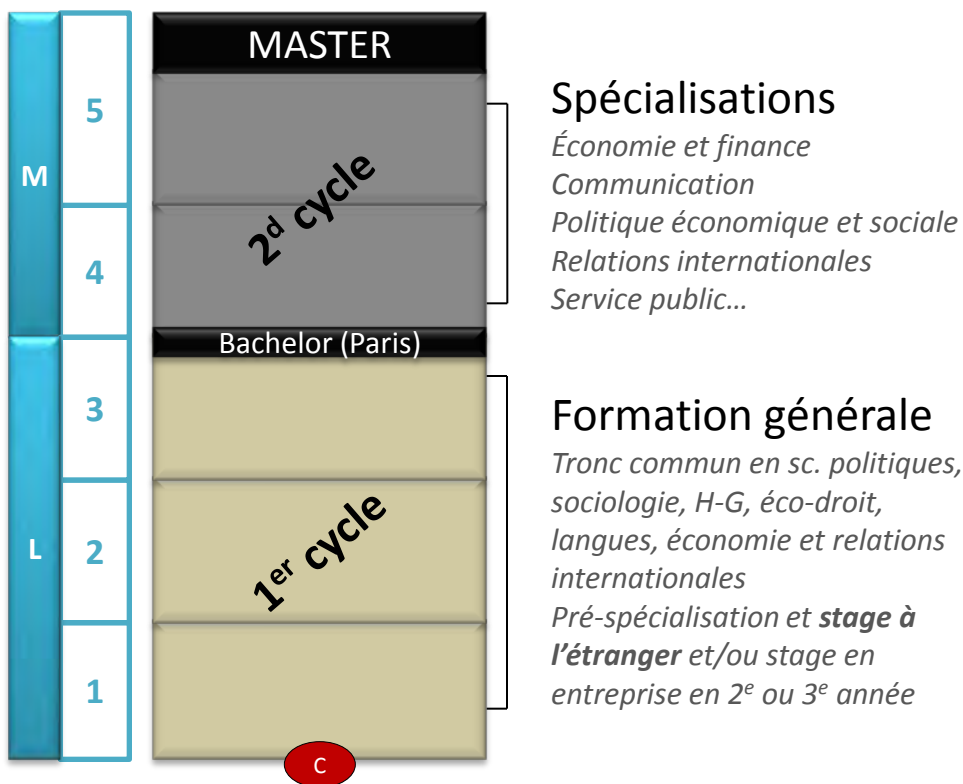 MASTER
5
M
2d cycle
4
Spécialisations
Économie et finance
Communication
Politique économique et sociale
Relations internationales
Service public…
Bachelor (Paris)
3
L
2
1er cycle
1
Formation générale
Tronc commun en sc. politiques,
sociologie, H-G, éco-droit,
langues, économie et relations
internationales
Pré-spécialisation et stage à
l'étranger et/ou stage en
entreprise en 2e ou 3e année
C